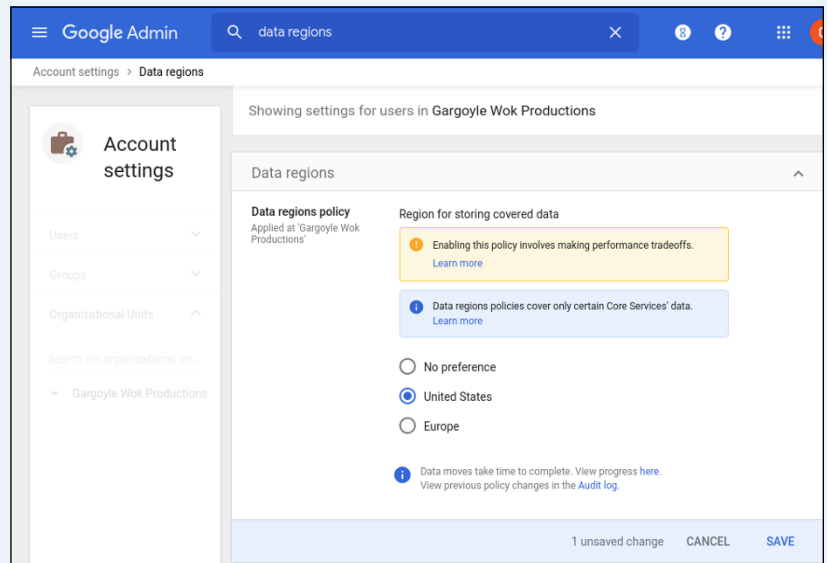 Google Admin
data regions
Account settings > Data regions
Account
settings
Users
Groups
Organizational Units
Search for organizational un...
Gargoyle Wok Productions
Showing settings for users in Gargoyle Wok Productions
Data regions
Data regions policy
Applied at 'Gargoyle Wok
Productions'
Region for storing covered data
Enabling this policy involves making performance tradeoffs.
Learn more
Data regions policies cover only certain Core Services' data.
Learn more
No preference
United States
Europe
Data moves take time to complete. View progress here.
View previous policy changes in the Audit log.
1 unsaved change CANCEL SAVE